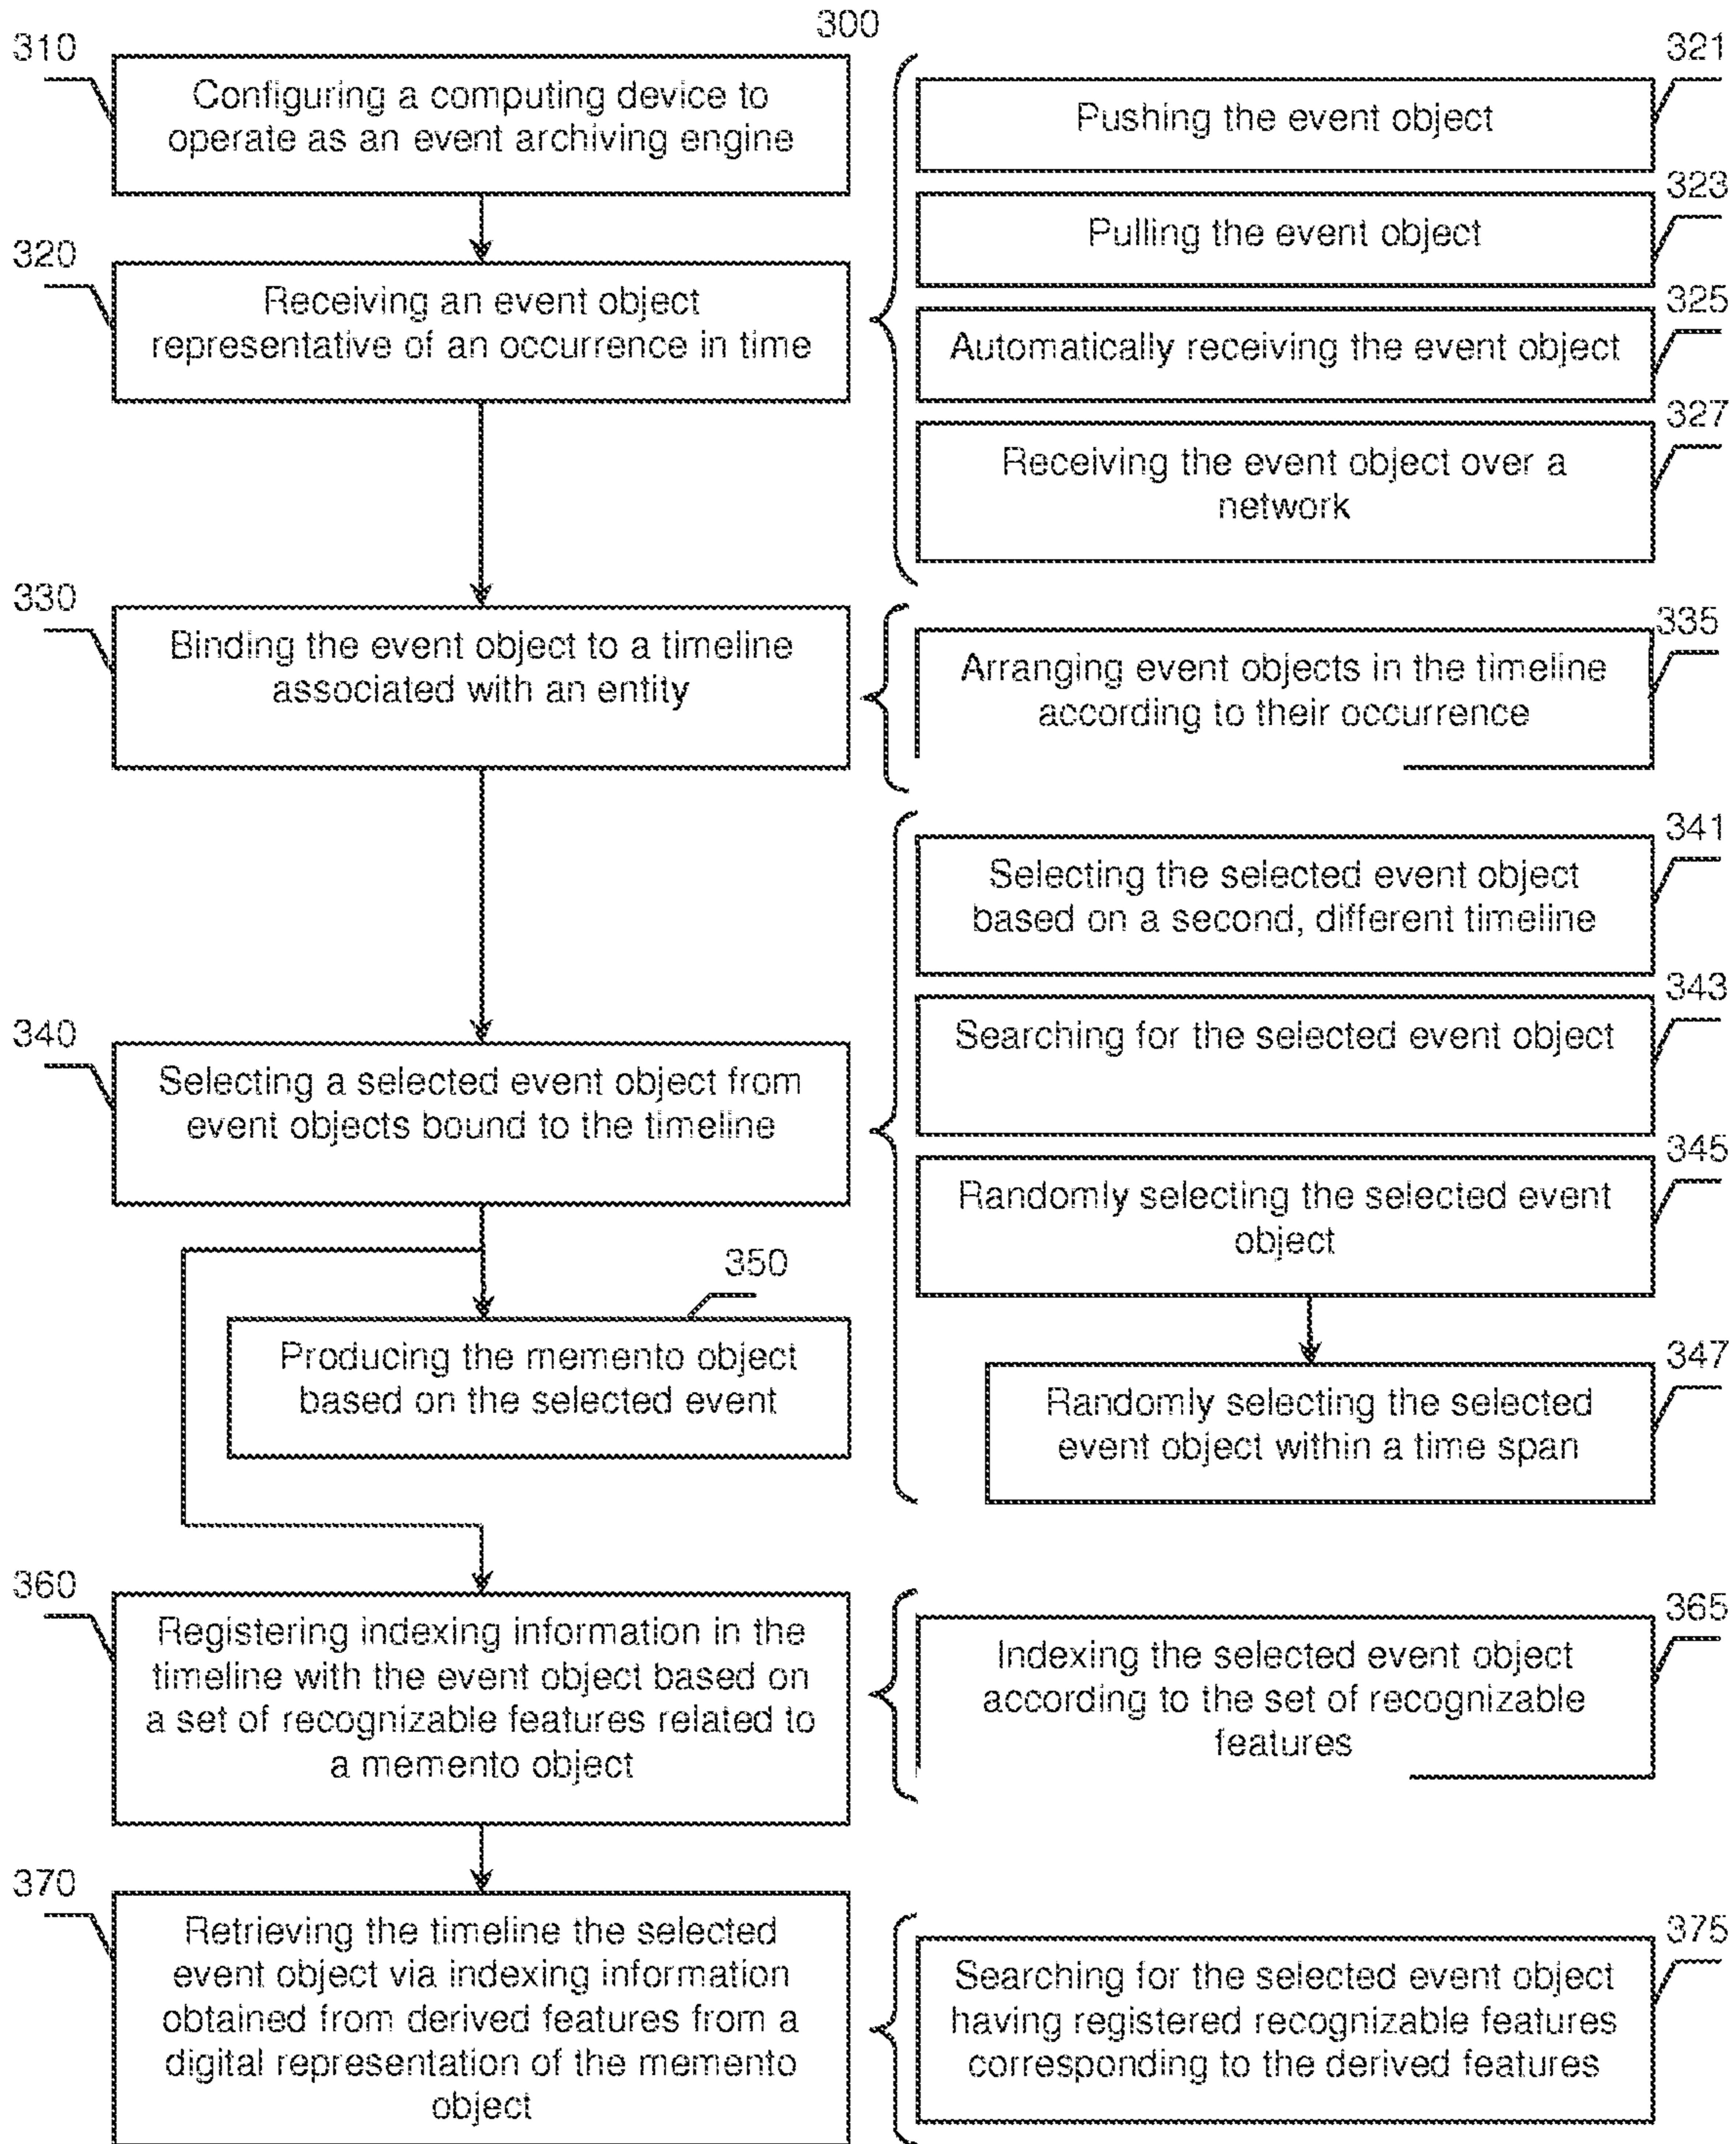 300
310
Configuring a computing device to
operate as an event archiving engine
320
Receiving an event object
representative of an occurrence in time
321
Pushing the event object
323
Pulling the event object
325
Automatically receiving the event object
327
Receiving the event object over a
network
330
Binding the event object to a timeline
associated with an entity
335
Arranging event objects in the timeline
according to their occurrence
340
Selecting a selected event object from
event objects bound to the timeline
341
Selecting the selected event object
based on a second, different timeline
343
Searching for the selected event object
345
Randomly selecting the selected event
object
347
Randomly selecting the selected
event object within a time span
350
Producing the memento object
based on the selected event
360
Registering indexing information in the
timeline with the event object based on
a set of recognizable features related to
a memento object
365
Indexing the selected event object
according to the set of recognizable
features
370
Retrieving the timeline the selected
event object via indexing information
obtained from derived features from a
digital representation of the memento
object
375
Searching for the selected event object
having registered recognizable features
corresponding to the derived features